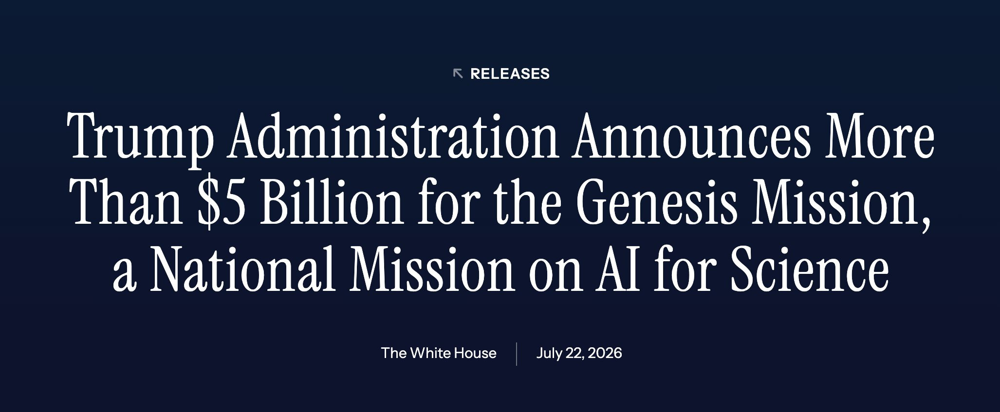 RELEASES
Trump Administration Announces More
Than $5 Billion for the Genesis Mission,
a National Mission on AI for Science
The White House
July 22, 2026